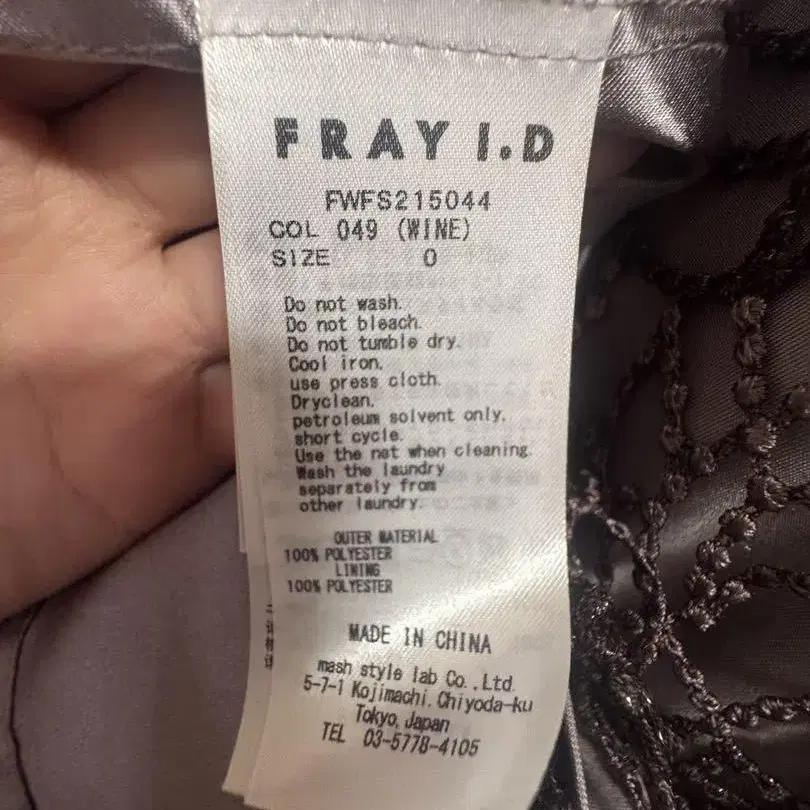 FRAY I.D
FWFS215044
COL 049 (WINE)
SIZE 0
Do not wash.
Do not bleach.
Do not tumble dry.
Cool iron.
use press cloth.
Dryclean.
petroleum solvent only.
short cycle.
Use the net when cleaning.
Wash the laundry
separately from
other laundry.
OUTER MATERIAL
100% POLYESTER
LINING
100% POLYESTER
MADE IN CHINA
mash style lab Co.,Ltd.
5-7-1 Kojimachi.Chiyoda-ku
Tokyo, Japan
TEL 03-5778-4105